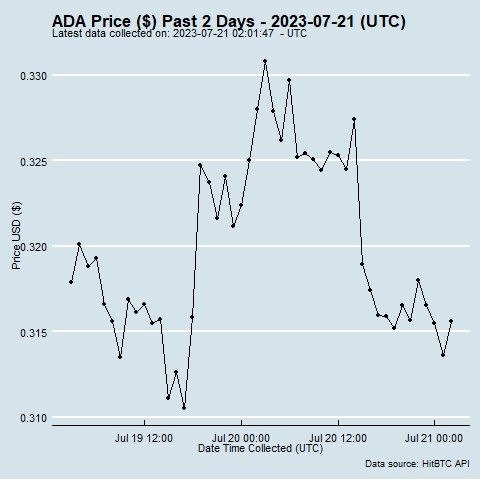 ADA Price ($) Past 2 Days - 2023-07-21 (UTC)
Latest data collected on: 2023-07-21 02:01:47 - UTC
0.330
0.325
0.320
0.315
0.310
Price USD ($)
Jul 19 12:00 Jul 20 00:00 Jul 20 12:00 Jul 21 00:00
Date Time Collected (UTC)
Data source: HitBTC API